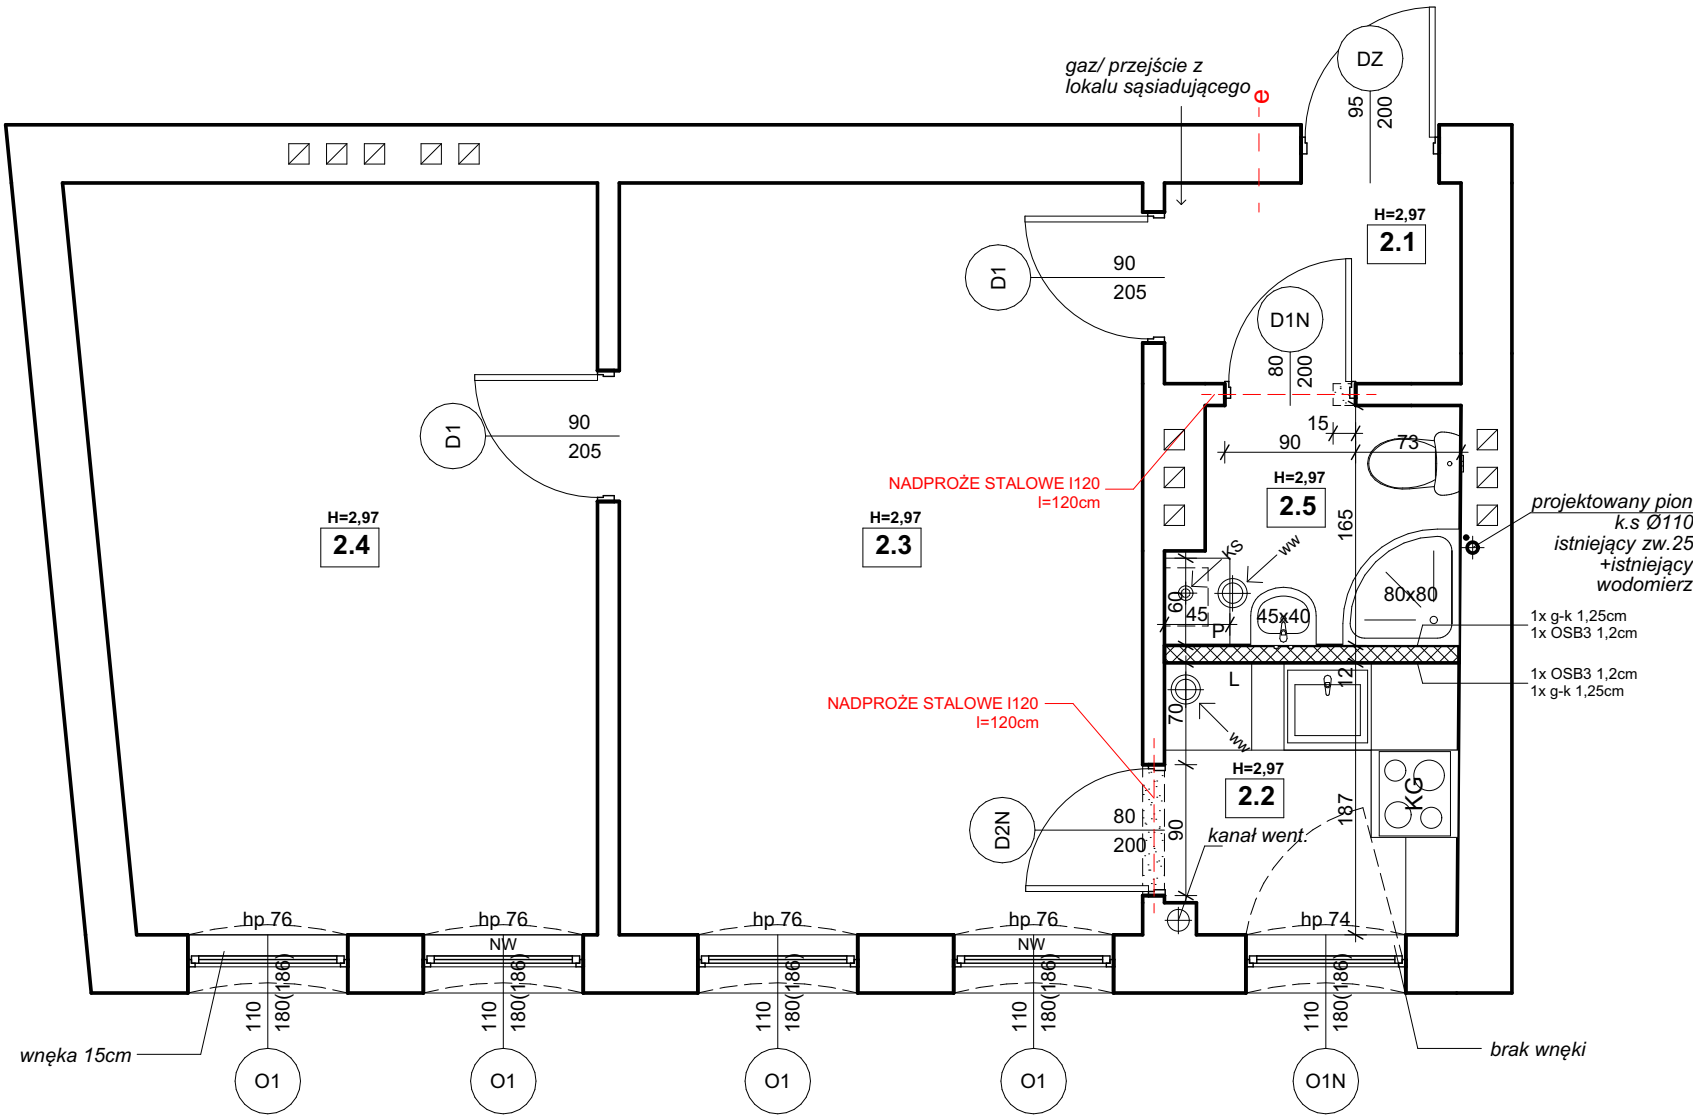 DZ
95
200
gaz/ przejście z
lokalu sąsiadującego
e
H=2,97
2.1
D1
90
205
D1N
80
200
D1
90
205
15
90
73
NADPROŻE STALOWE I120
l=120cm
H=2,97
2.5
165
H=2,97
2.4
H=2,97
2.3
projektowany pion
k.s Ø110
istniejący zw.25
+istniejący
wodomierz
KS
ww
60
45
P
45x40
80x80
1x g-k 1,25cm
1x OSB3 1,2cm
1x OSB3 1,2cm
1x g-k 1,25cm
12
L
70
ww
NADPROŻE STALOWE I120
l=120cm
H=2,97
2.2
KG
187
D2N
80
200
90
kanał went.
hp 76
hp 76
NW
hp 76
hp 76
NW
hp 74
110
180(186)
110
180(186)
110
180(186)
110
180(186)
110
180(186)
wnęka 15cm
brak wnęki
O1
O1
O1
O1
O1N